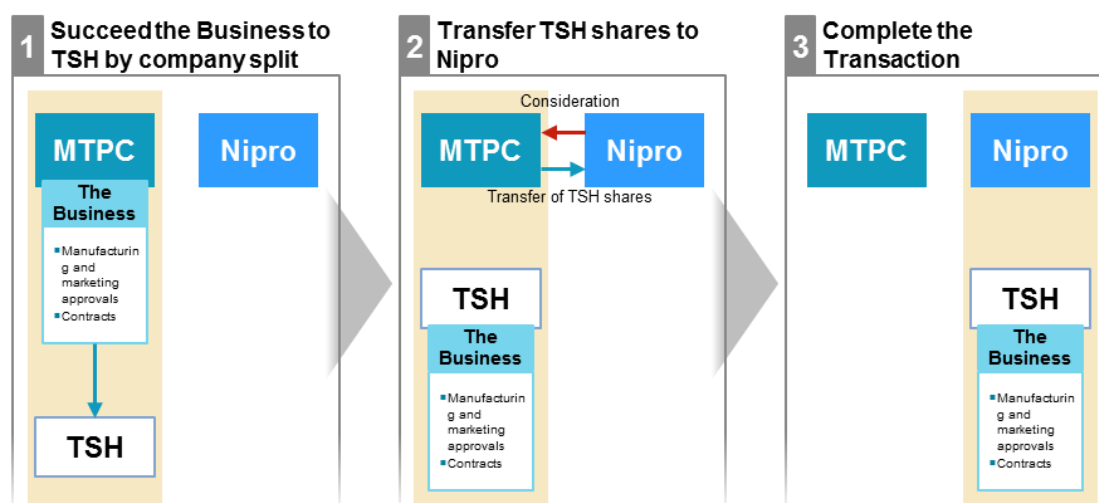 1
Succeed the Business to
TSH by company split
MTPC
Nipro
The
Business
▪Manufacturin
g and
marketing
approvals
▪Contracts
TSH
2
Transfer TSH shares to
Nipro
Consideration
MTPC
Nipro
Transfer of TSH shares
TSH
The
Business
▪Manufacturin
g and
marketing
approvals
▪Contracts
3
Complete the
Transaction
MTPC
Nipro
TSH
The
Business
▪Manufacturin
g and
marketing
approvals
▪Contracts